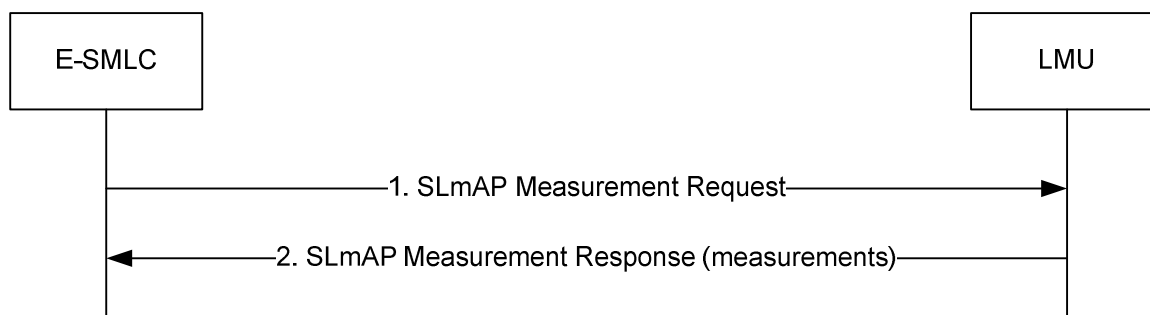 E-SMLC
LMU
1. SLmAP Measurement Request
2. SLmAP Measurement Response (measurements)